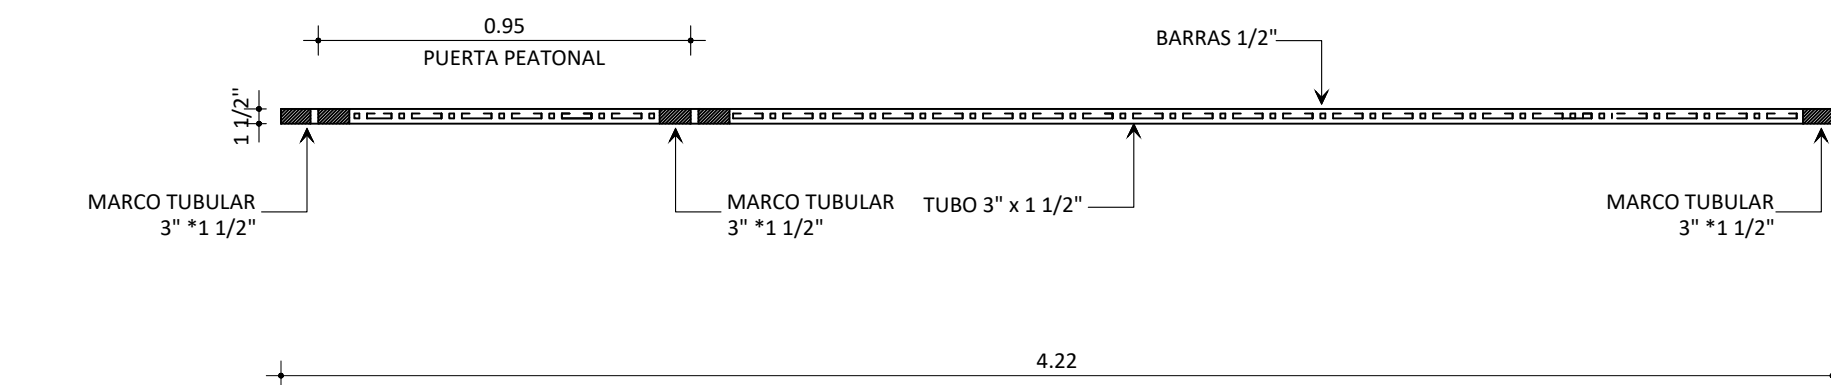 0.95
PUERTA PEATONAL
BARRAS 1/2"
1 1/2"
MARCO TUBULAR
3" *1 1/2"
MARCO TUBULAR
3" *1 1/2"
TUBO 3" x 1 1/2"
MARCO TUBULAR
3" *1 1/2"
4.22